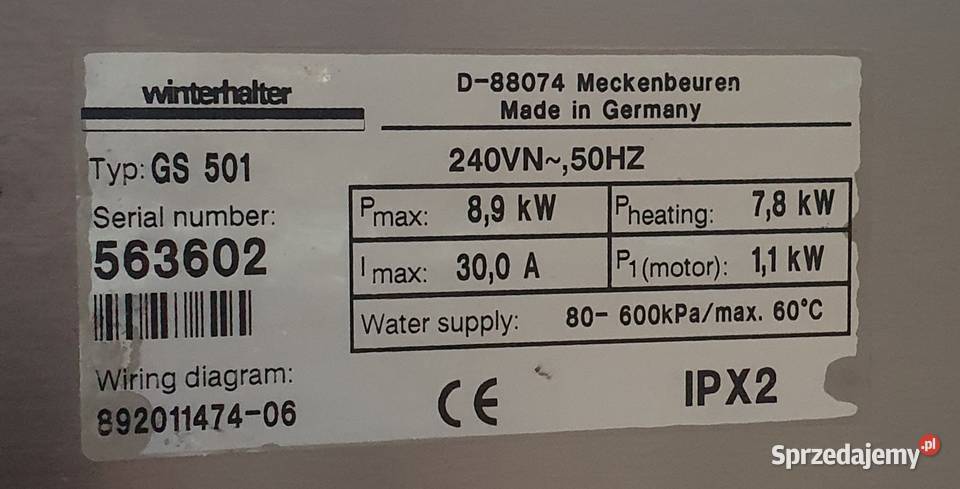 winterhalter
D-88074 Meckenbeuren
Made in Germany
Typ: GS 501
240VN~,50HZ
Serial number:
563602
Pmax: 8,9 kW
Pheating: 7,8 kW
I max: 30,0 A
P1(motor): 1,1 kW
Water supply: 80- 600kPa/max. 60°C
Wiring diagram:
892011474-06
CE
IPX2
Sprzedajemy.pl